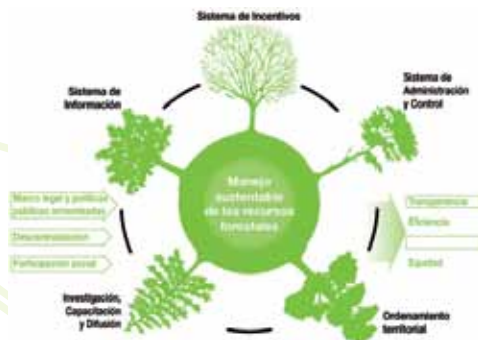 Sistema de Incentivos
Sistema de
Información
Sistema de
Administración
y Control
Manejo
sustentable
de los recursos
forestales
Marco legal y políticas
públicas
Descentralización
Participación social
Transparencia
Eficiencia
Equidad
Investigación,
Capacitación
y Difusión
Ordenamiento
territorial